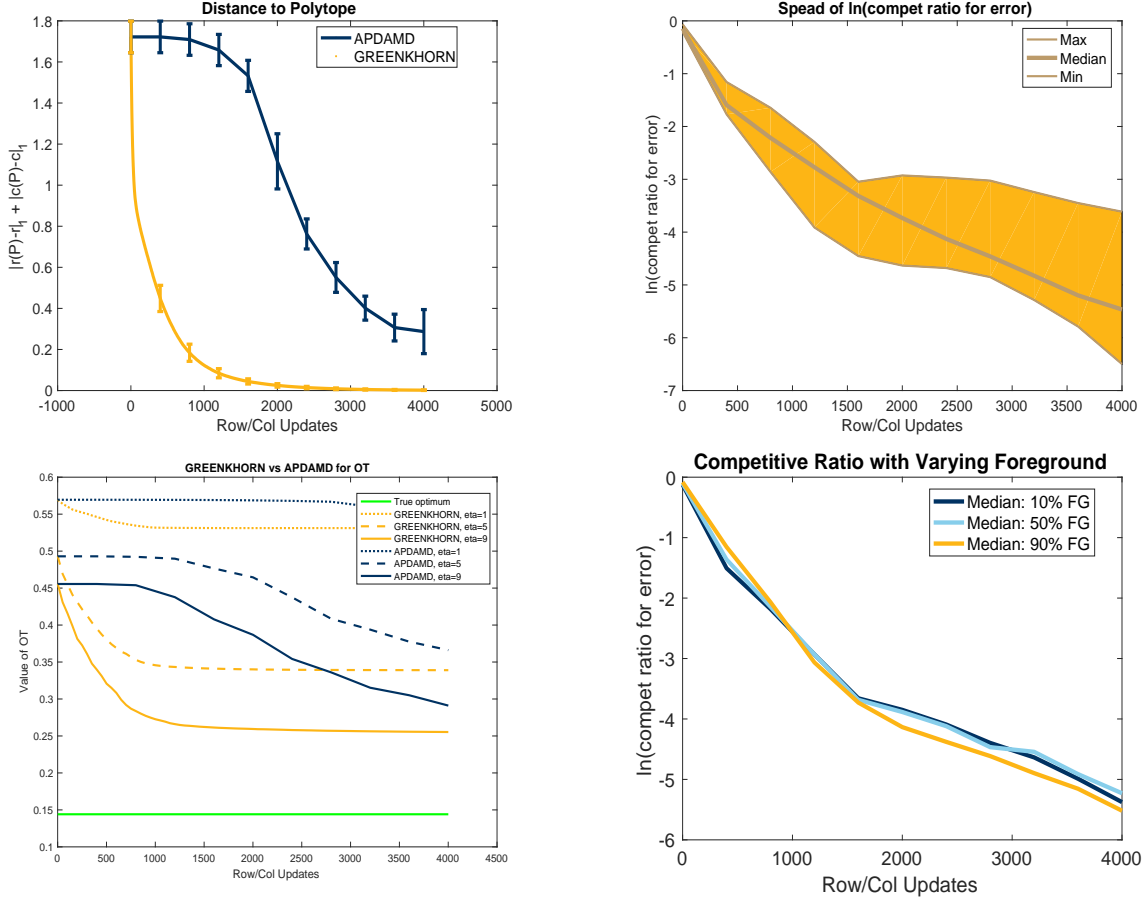 Distance to Polytope
|r(P)-r|1 + |c(P)-c|1
1.8
1.6
1.4
1.2
1
0.8
0.6
0.4
0.2
0
-1000 0 1000 2000 3000 4000 5000
Row/Col Updates
APDAMD
GREENKHORN
Spead of ln(compet ratio for error)
ln(compet ratio for error)
0
-1
-2
-3
-4
-5
-6
-7
0 500 1000 1500 2000 2500 3000 3500 4000
Row/Col Updates
Max
Median
Min
GREENKHORN vs APDAMD for OT
Value of OT
0.6
0.55
0.5
0.45
0.4
0.35
0.3
0.25
0.2
0.15
0.1
0 500 1000 1500 2000 2500 3000 3500 4000 4500
Row/Col Updates
True optimum
GREENKHORN, eta=1
GREENKHORN, eta=5
GREENKHORN, eta=9
APDAMD, eta=1
APDAMD, eta=5
APDAMD, eta=9
Competitive Ratio with Varying Foreground
ln(compet ratio for error)
0
-1
-2
-3
-4
-5
-6
0 1000 2000 3000 4000
Row/Col Updates
Median: 10% FG
Median: 50% FG
Median: 90% FG